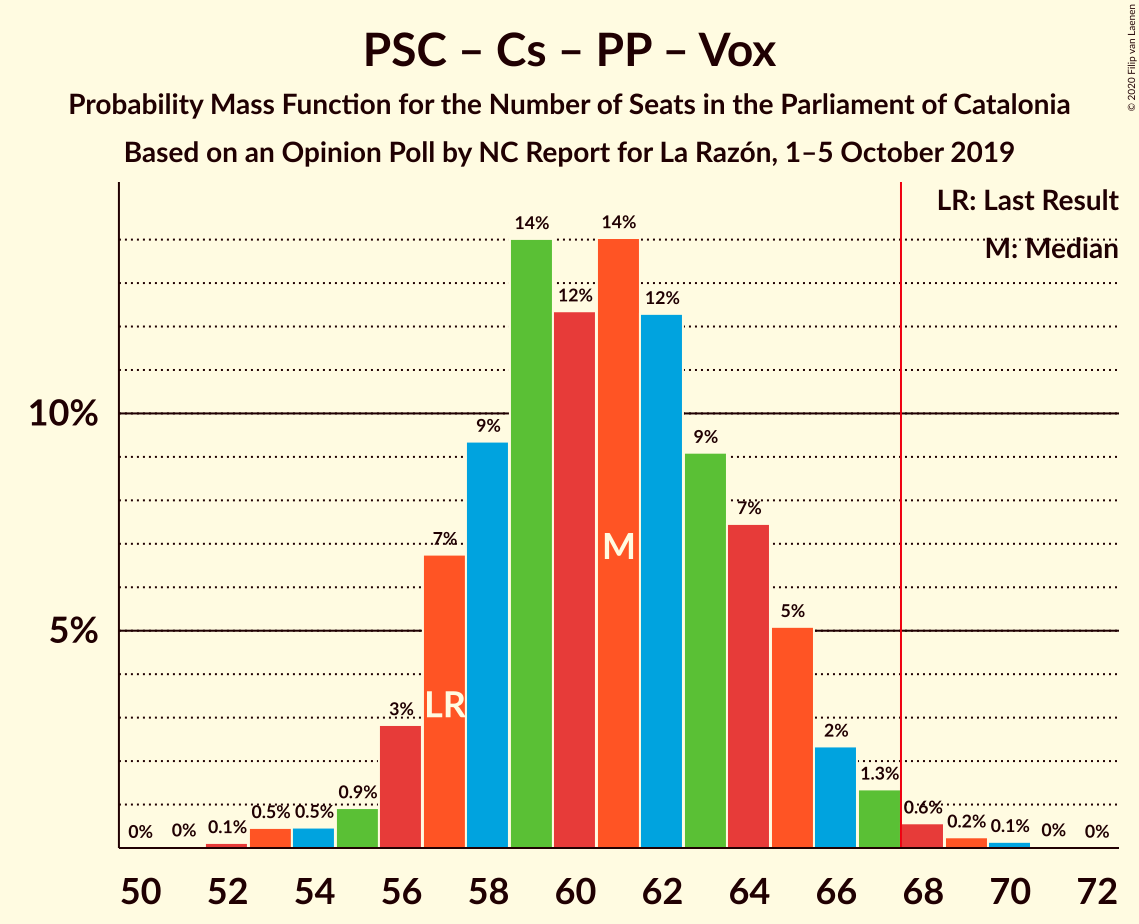 PSC – Cs – PP – Vox
Probability Mass Function for the Number of Seats in the Parliament of Catalonia
Based on an Opinion Poll by NC Report for La Razón, 1–5 October 2019
© 2020 Filip van Laenen
LR: Last Result
M: Median
10%
5%
0%
0%
0.1%
0.5%
0.5%
0.9%
3%
7%
9%
14%
12%
14%
12%
9%
7%
5%
2%
1.3%
0.6%
0.2%
0.1%
0%
0%
LR
M
50 52 54 56 58 60 62 64 66 68 70 72